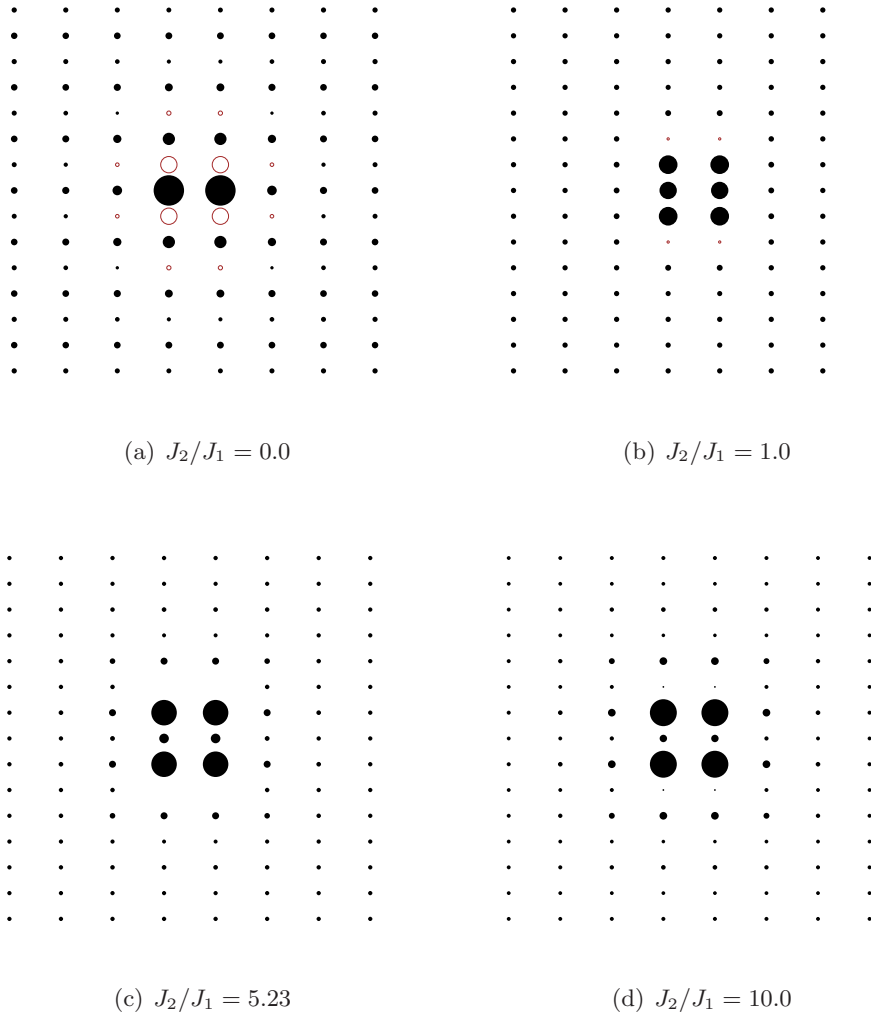 (a) J₂/J₁ = 0.0
(b) J₂/J₁ = 1.0
(c) J₂/J₁ = 5.23
(d) J₂/J₁ = 10.0